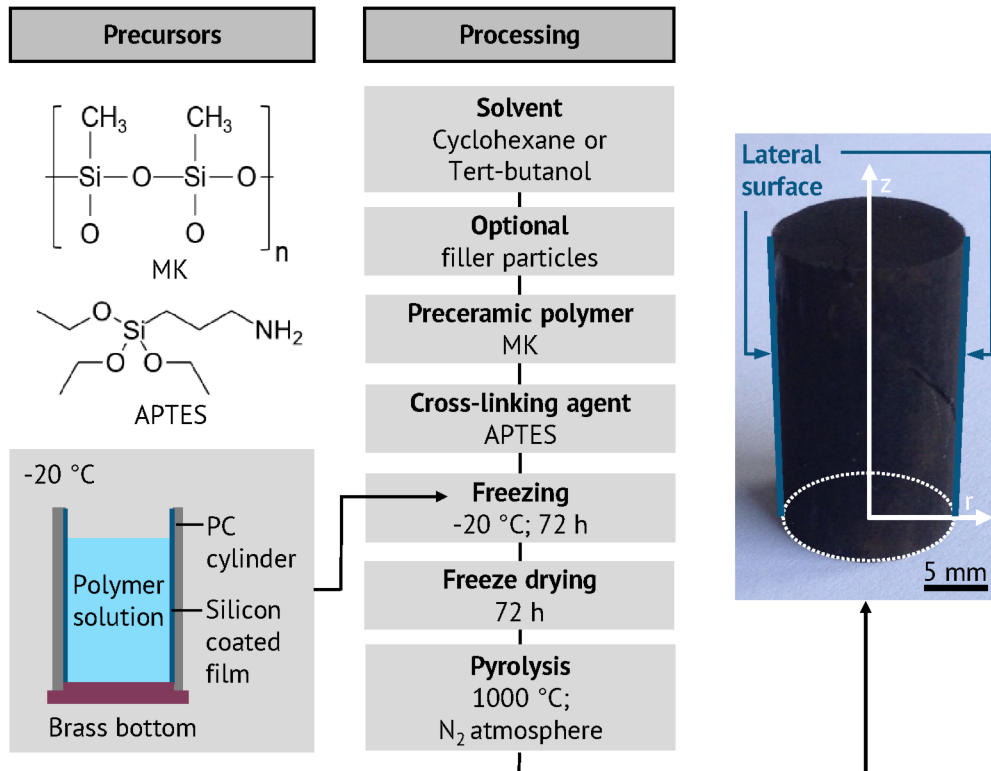 Precursors
CH3
CH3
Si
O
Si
O
O
O
n
MK
O
Si
NH2
O
O
APTES
-20 °C
PC
cylinder
Polymer
solution
Silicon
coated
film
Brass bottom
Processing
Solvent
Cyclohexane or
Tert-butanol
Optional
filler particles
Preceramic polymer
MK
Cross-linking agent
APTES
Freezing
-20 °C; 72 h
Freeze drying
72 h
Pyrolysis
1000 °C;
N2 atmosphere
Lateral
surface
z
r
5 mm